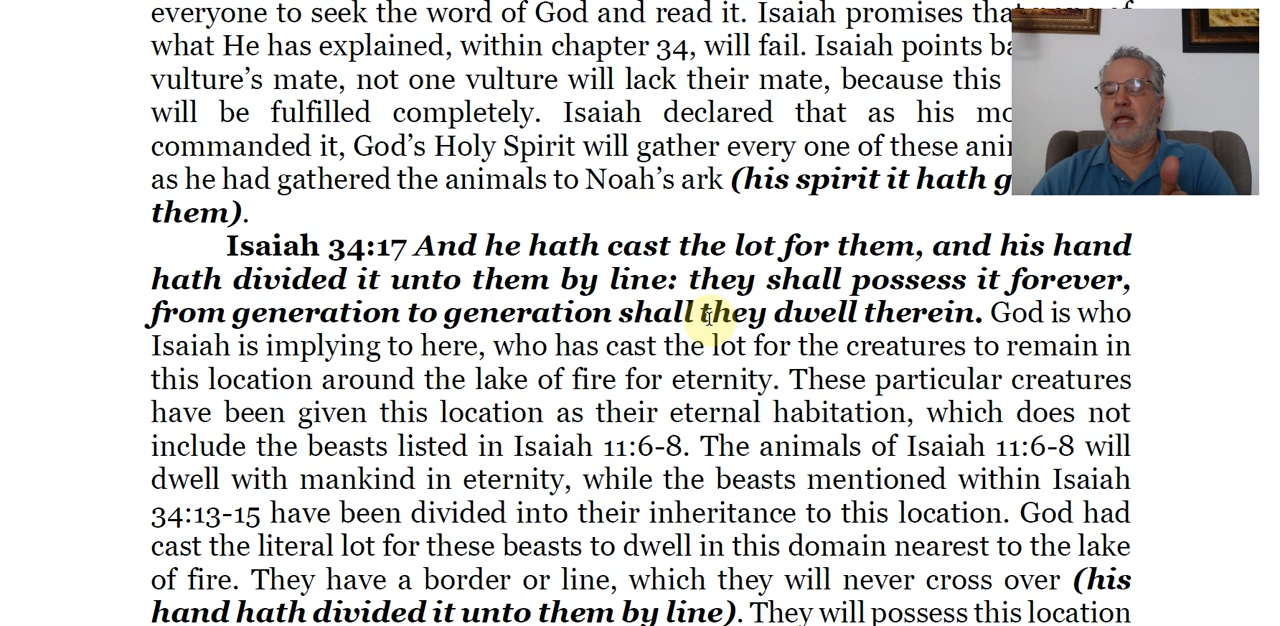 everyone to seek the word of God and read it. Isaiah promises that
what He has explained, within chapter 34, will fail. Isaiah points
vulture’s mate, not one vulture will lack their mate, because this
will be fulfilled completely. Isaiah declared that as his
commanded it, God’s Holy Spirit will gather every one of these
as he had gathered the animals to Noah’s ark (his spirit it hath
them).
Isaiah 34:17 And he hath cast the lot for them, and his hand
hath divided it unto them by line: they shall possess it forever,
from generation to generation shall they dwell therein. God is who
Isaiah is implying to here, who has cast the lot for the creatures to remain in
this location around the lake of fire for eternity. These particular creatures
have been given this location as their eternal habitation, which does not
include the beasts listed in Isaiah 11:6-8. The animals of Isaiah 11:6-8 will
dwell with mankind in eternity, while the beasts mentioned within Isaiah
34:13-15 have been divided into their inheritance to this location. God had
cast the literal lot for these beasts to dwell in this domain nearest to the lake
of fire. They have a border or line, which they will never cross over (his
hand hath divided it unto them by line). They will possess this location